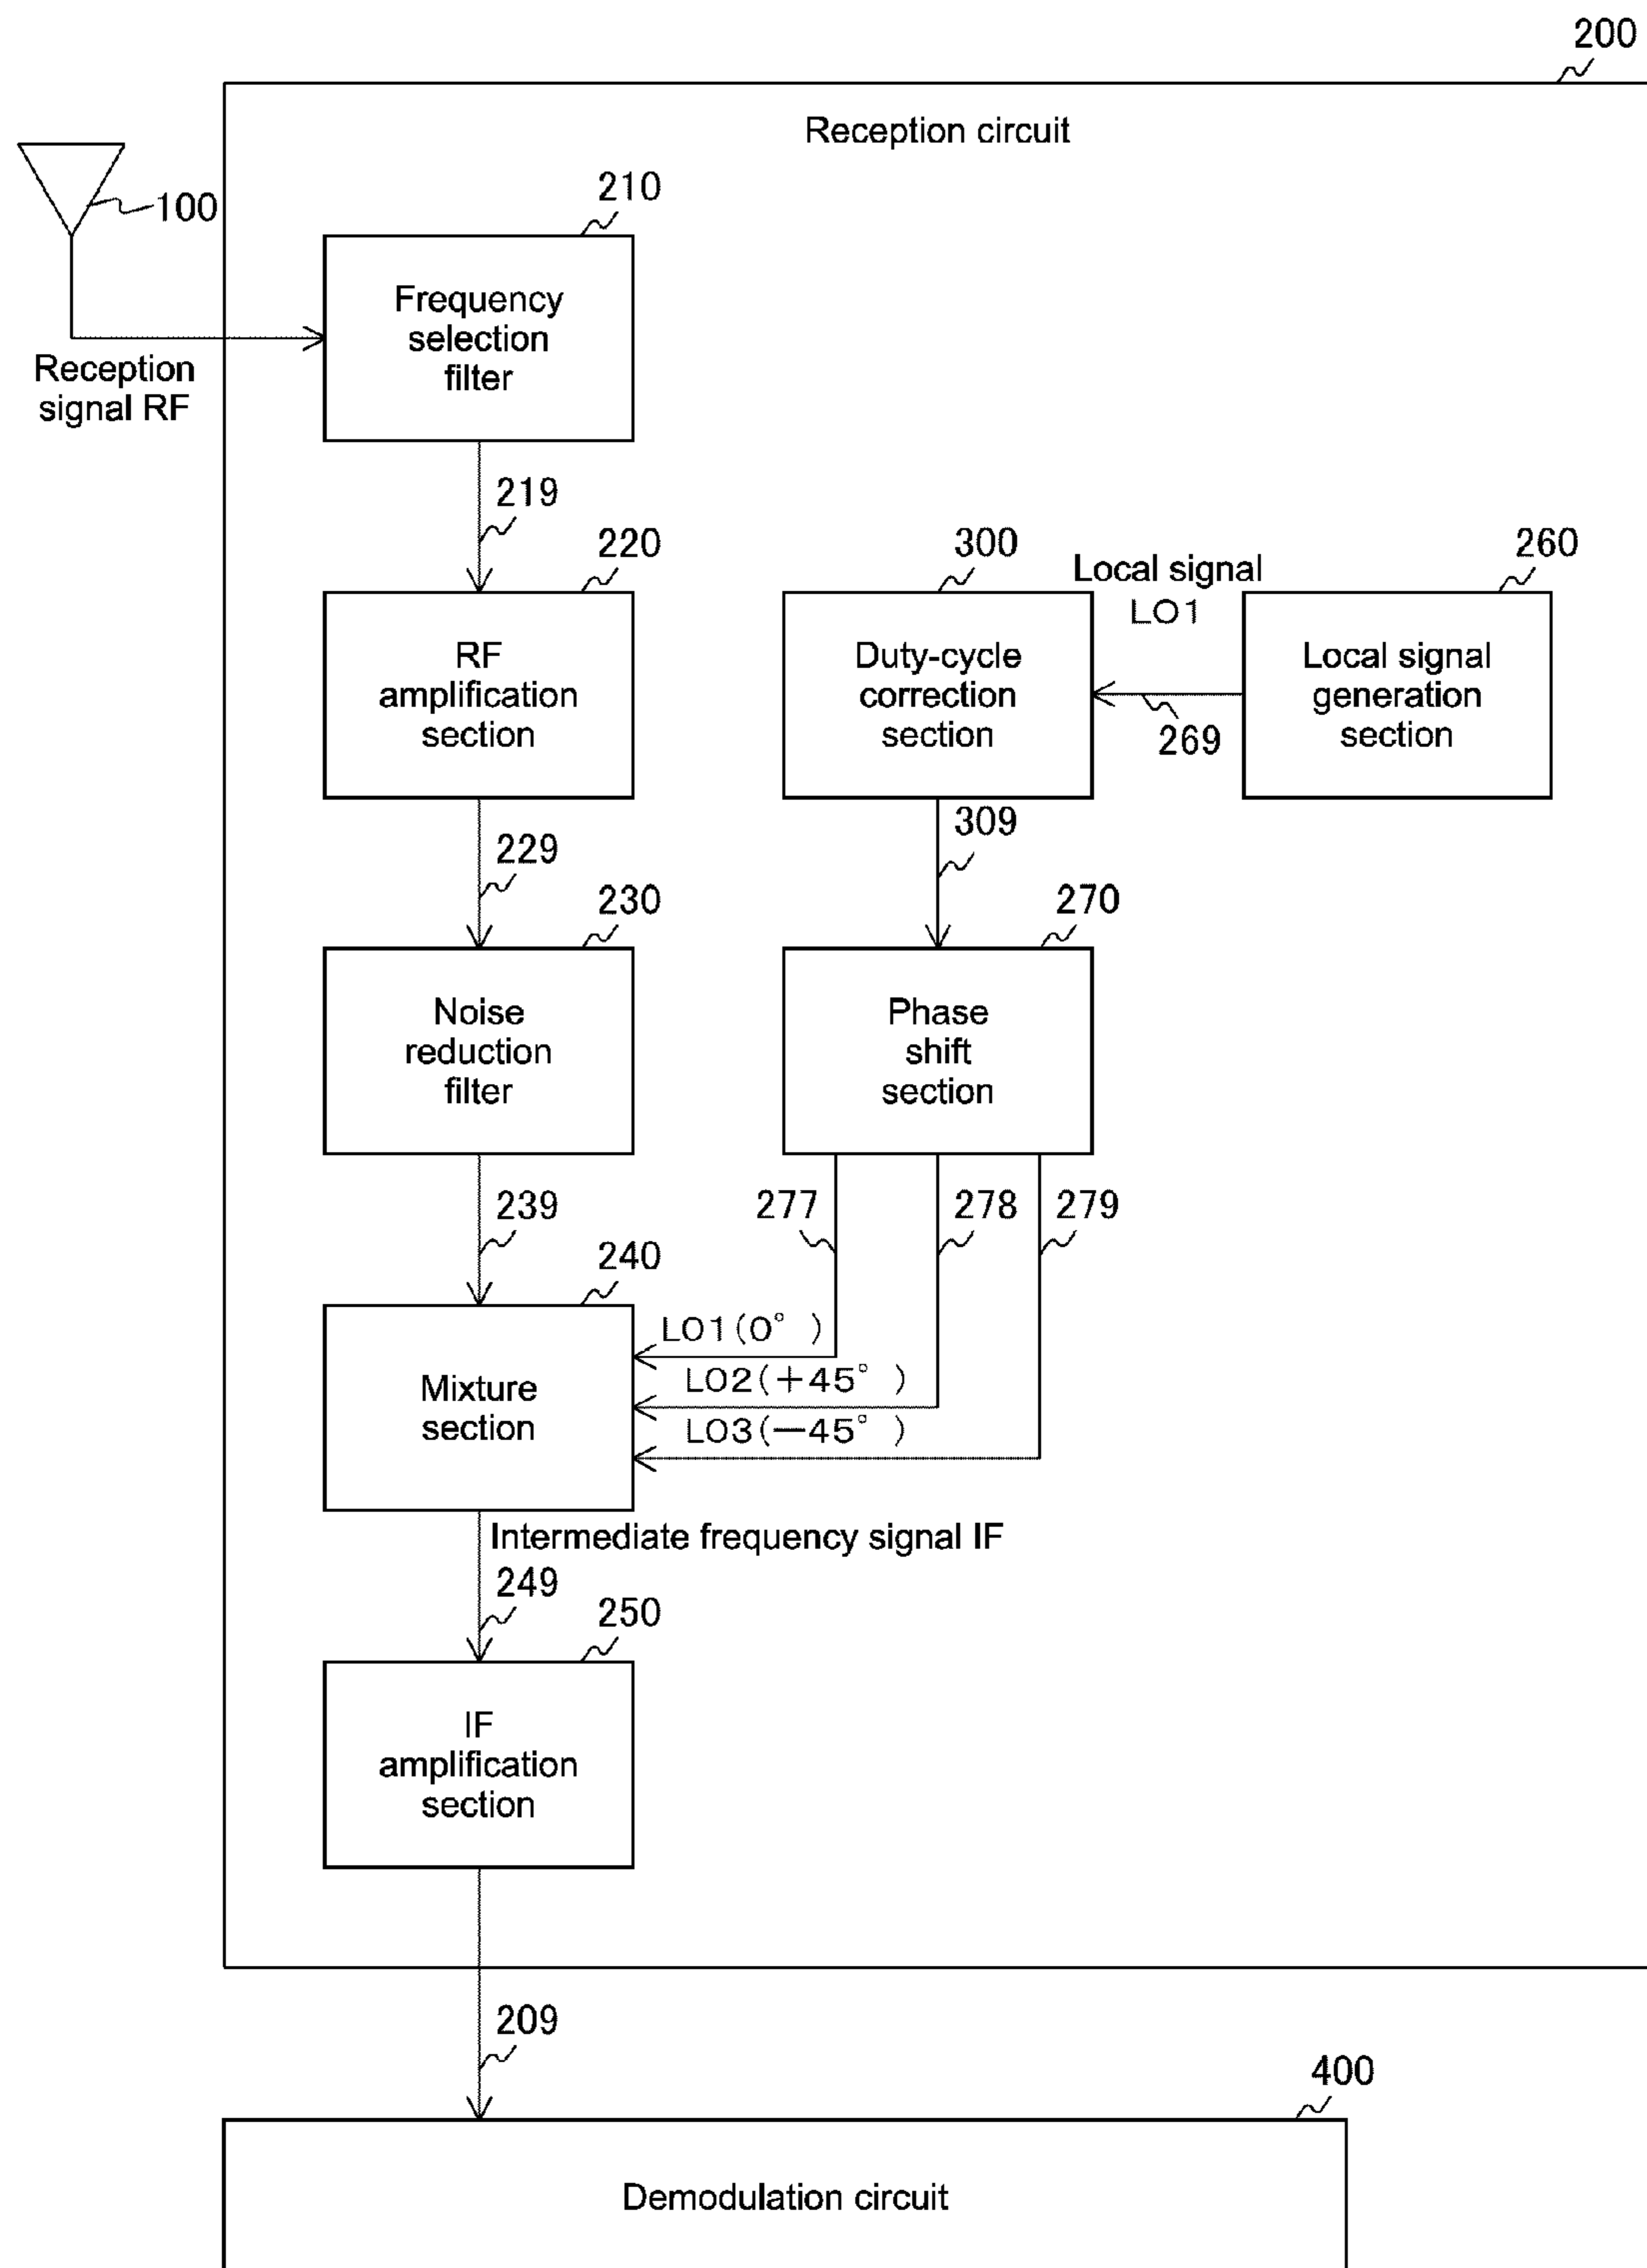 200
Reception circuit
100
210
Frequency
selection
filter
Reception
signal RF
219
220
RF
amplification
section
300
Duty-cycle
correction
section
Local signal
LO1
269
260
Local signal
generation
section
229
309
230
Noise
reduction
filter
270
Phase
shift
section
239
277
278
279
240
Mixture
section
LO1(0°)
LO2(+45°)
LO3(−45°)
Intermediate frequency signal IF
249
250
IF
amplification
section
209
400
Demodulation circuit